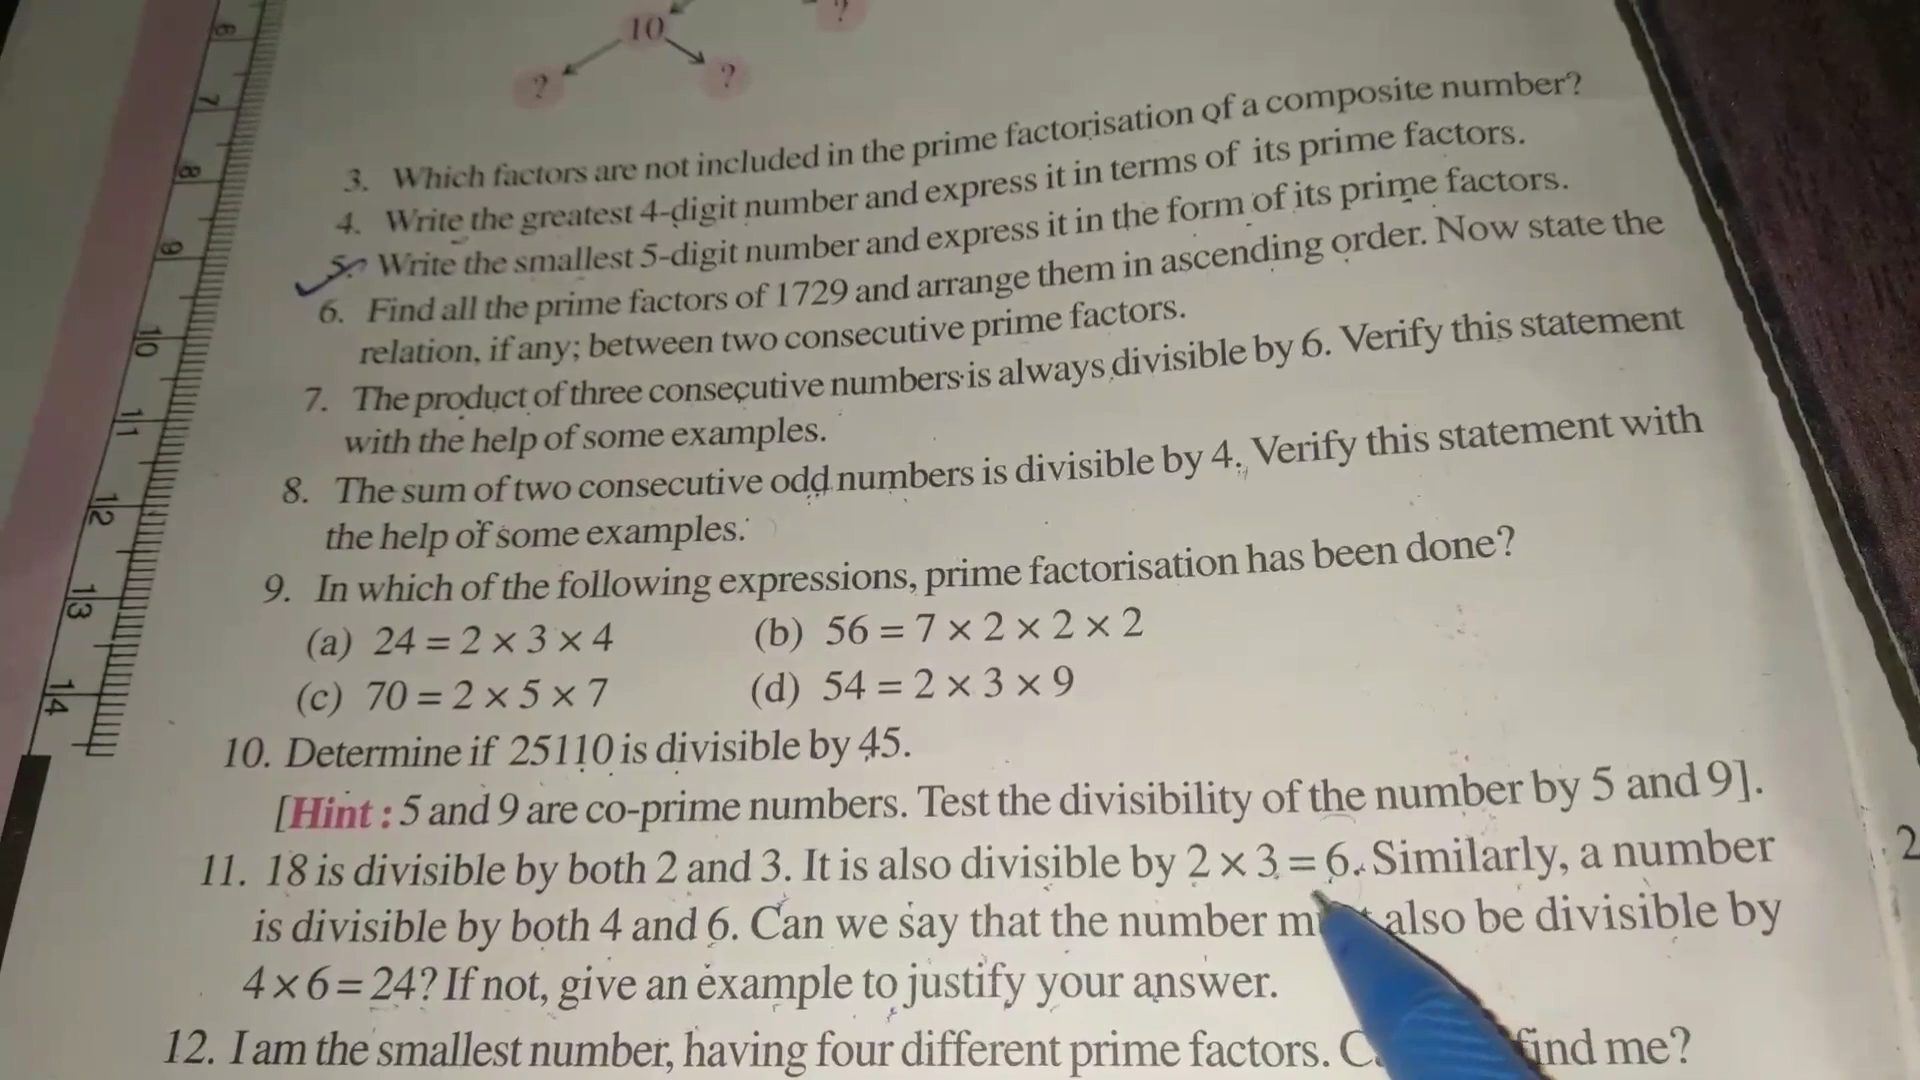 6
7
8
9
10
11
12
13
14
10
?
?
?
3. Which factors are not included in the prime factorisation of a composite number?
4. Write the greatest 4-digit number and express it in terms of its prime factors.
5. Write the smallest 5-digit number and express it in the form of its prime factors.
6. Find all the prime factors of 1729 and arrange them in ascending order. Now state the
relation, if any; between two consecutive prime factors.
7. The product of three consecutive numbers is always divisible by 6. Verify this statement
with the help of some examples.
8. The sum of two consecutive odd numbers is divisible by 4. Verify this statement with
the help of some examples.
9. In which of the following expressions, prime factorisation has been done?
(a) 24 = 2 × 3 × 4 (b) 56 = 7 × 2 × 2 × 2
(c) 70 = 2 × 5 × 7 (d) 54 = 2 × 3 × 9
10. Determine if 25110 is divisible by 45.
[Hint : 5 and 9 are co-prime numbers. Test the divisibility of the number by 5 and 9].
11. 18 is divisible by both 2 and 3. It is also divisible by 2 × 3 = 6. Similarly, a number
is divisible by both 4 and 6. Can we say that the number also be divisible by
4 × 6 = 24? If not, give an example to justify your answer.
12. I am the smallest number, having four different prime factors. find me?
2